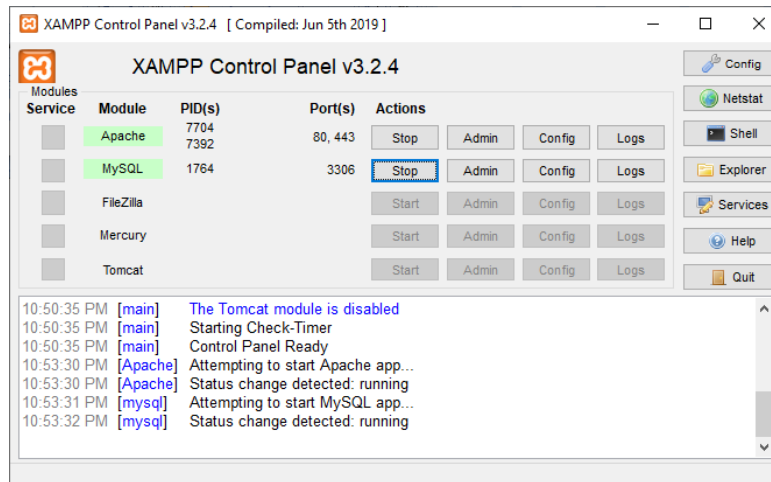 XAMPP Control Panel v3.2.4 [ Compiled: Jun 5th 2019 ]
XAMPP Control Panel v3.2.4
Config
Modules
Netstat
Service Module PID(s) Port(s) Actions
Apache 7704 7392 80, 443 Stop Admin Config Logs
Shell
MySQL 1764 3306 Stop Admin Config Logs
Explorer
FileZilla Start Admin Config Logs
Services
Mercury Start Admin Config Logs
Help
Tomcat Start Admin Config Logs
Quit
10:50:35 PM [main] The Tomcat module is disabled
10:50:35 PM [main] Starting Check-Timer
10:50:35 PM [main] Control Panel Ready
10:53:30 PM [Apache] Attempting to start Apache app...
10:53:30 PM [Apache] Status change detected: running
10:53:31 PM [mysql] Attempting to start MySQL app...
10:53:32 PM [mysql] Status change detected: running